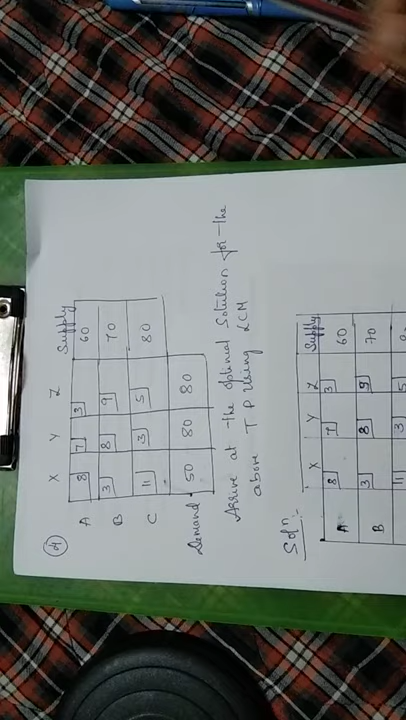 d
X Y Z Supply
A 8 7 3 60
B 3 8 9 70
C 11 3 5 80
Demand 50 80 80
Arrive at the optimal Solution for the
above T P Using LCM
Soln:-
X Y Z Supply
A 8 7 3 60
B 3 8 9 70
11 3 5